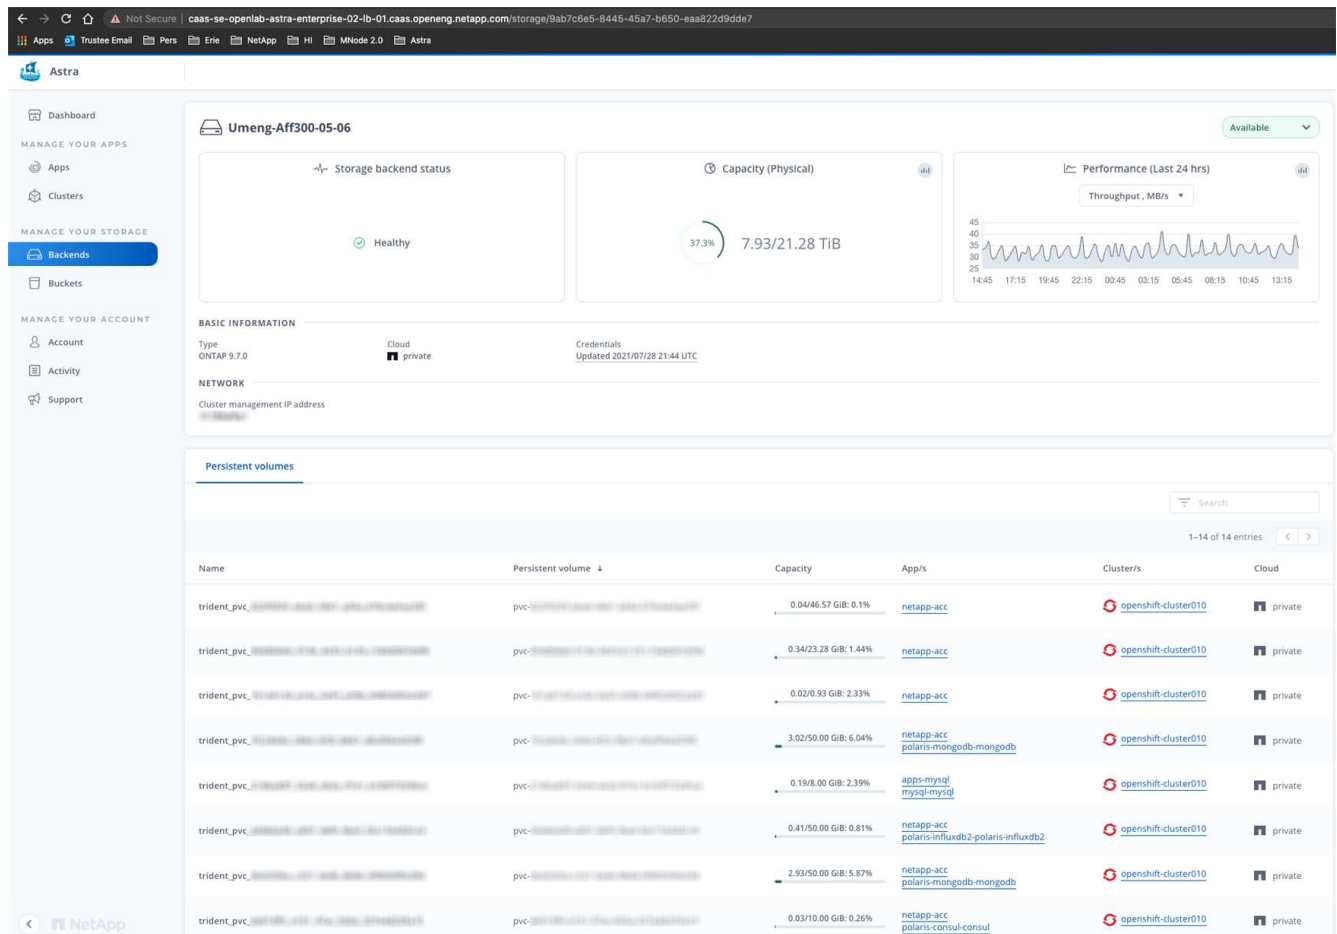 Not Secure | caas-se-openlab-astra-enterprise-02-lb-01.caas.openeng.netapp.com/storage/9ab7c6e5-8445-45a7-b650-eaa822d9dde7
Apps Trustee Email Pers Erie NetApp HI MNode 2.0 Astra
Astra
Dashboard
MANAGE YOUR APPS
Apps
Clusters
MANAGE YOUR STORAGE
Backends
Buckets
MANAGE YOUR ACCOUNT
Account
Activity
Support
NetApp
Umeng-Aff300-05-06
Available
Storage backend status
Healthy
Capacity (Physical)
37.3%
7.93/21.28 TiB
Performance (Last 24 hrs)
Throughput , MB/s
45
40
35
30
25
14:45 17:15 19:45 22:15 00:45 03:15 05:45 08:15 10:45 13:15
BASIC INFORMATION
Type Cloud Credentials
ONTAP 9.7.0 private Updated 2021/07/28 21:44 UTC
NETWORK
Cluster management IP address
Persistent volumes
Search
1–14 of 14 entries
Name Persistent volume Capacity App/s Cluster/s Cloud
trident_pvc_ pvc- 0.04/46.57 GiB: 0.1% netapp-acc openshift-cluster010 private
trident_pvc_ pvc- 0.34/23.28 GiB: 1.44% netapp-acc openshift-cluster010 private
trident_pvc_ pvc- 0.02/0.93 GiB: 2.33% netapp-acc openshift-cluster010 private
trident_pvc_ pvc- 3.02/50.00 GiB: 6.04% netapp-acc openshift-cluster010 private
polaris-mongodb-mongodb
trident_pvc_ pvc- 0.19/8.00 GiB: 2.39% apps-mysql openshift-cluster010 private
mysql-mysql
trident_pvc_ pvc- 0.41/50.00 GiB: 0.81% netapp-acc openshift-cluster010 private
polaris-influxdb2-polaris-influxdb2
trident_pvc_ pvc- 2.93/50.00 GiB: 5.87% netapp-acc openshift-cluster010 private
polaris-mongodb-mongodb
trident_pvc_ pvc- 0.03/10.00 GiB: 0.26% netapp-acc openshift-cluster010 private
polaris-consul-consul